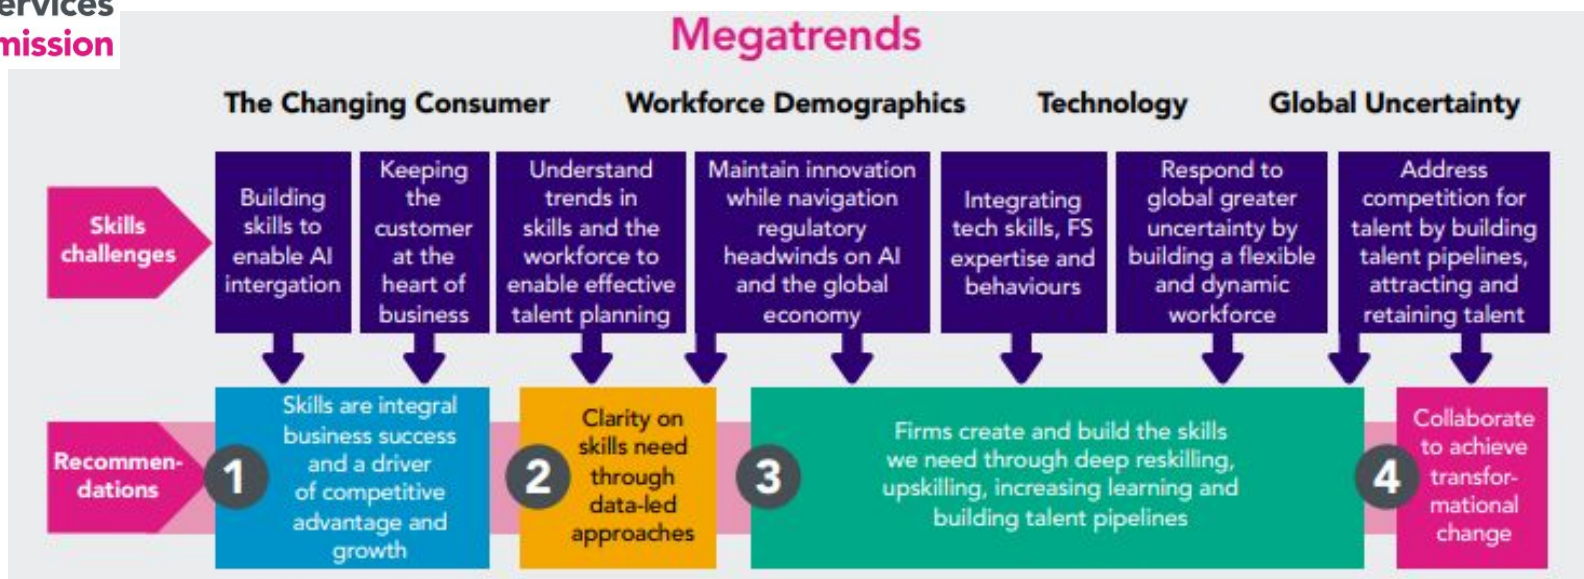 ervices
mission
Megatrends
The Changing Consumer
Workforce Demographics
Technology
Global Uncertainty
Skills
challenges
Building
skills to
enable AI
intergation
Keeping
the
customer
at the
heart of
business
Understand
trends in
skills and the
workforce to
enable effective
talent planning
Maintain innovation
while navigation
regulatory
headwinds on AI
and the global
economy
Integrating
tech skills, FS
expertise and
behaviours
Respond to
global greater
uncertainty by
building a flexible
and dynamic
workforce
Address
competition for
talent by building
talent pipelines,
attracting and
retaining talent
Recommen-
dations
1
Skills are integral
business success
and a driver
of competitive
advantage and
growth
2
Clarity on
skills need
through
data-led
approaches
3
Firms create and build the skills
we need through deep reskilling,
upskilling, increasing learning and
building talent pipelines
4
Collaborate
to achieve
transfor-
mational
change